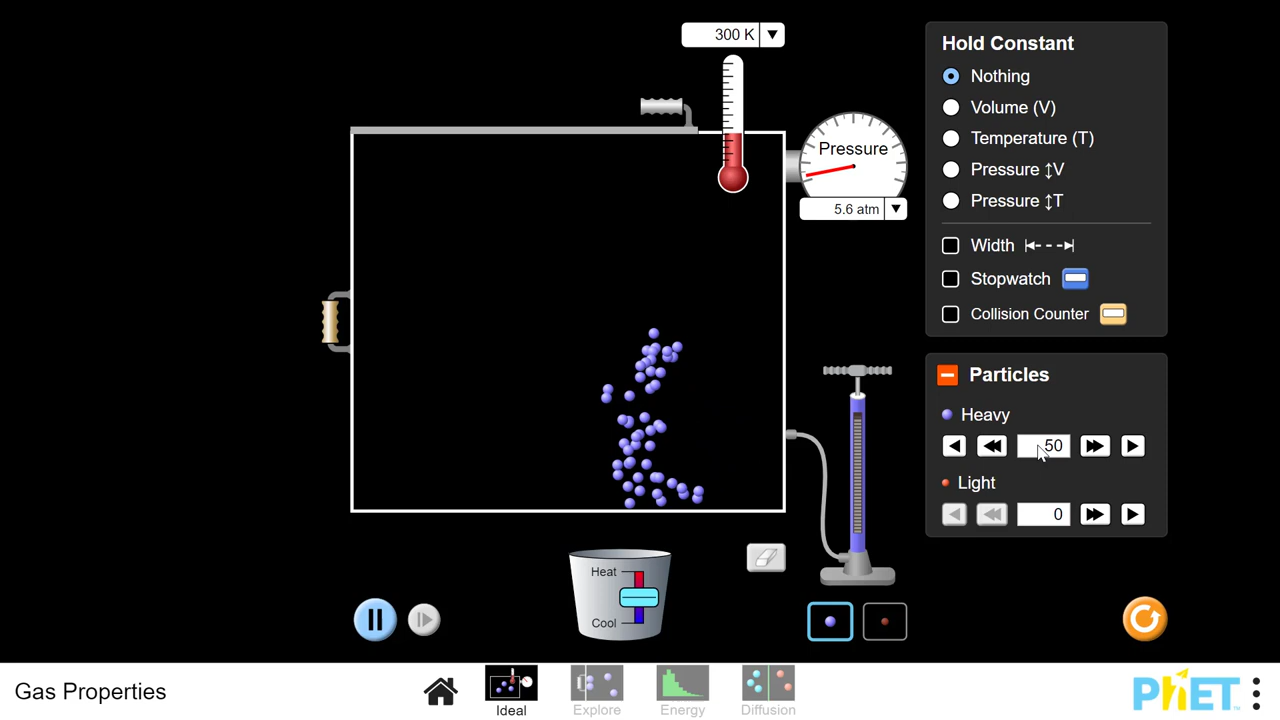 300 K
Pressure
5.6 atm
Hold Constant
Nothing
Volume (V)
Temperature (T)
Pressure ↕V
Pressure ↕T
Width
Stopwatch
Collision Counter
Particles
Heavy
50
Light
0
Heat
Cool
Gas Properties
Ideal
Explore
Energy
Diffusion
PhET